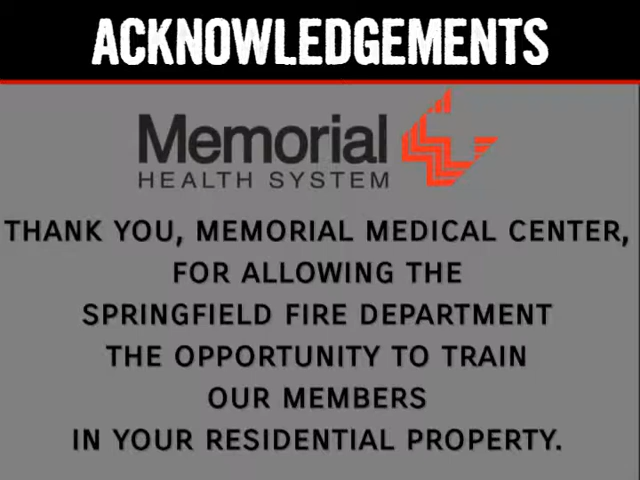 ACKNOWLEDGEMENTS
Memorial
HEALTH SYSTEM
THANK YOU, MEMORIAL MEDICAL CENTER,
FOR ALLOWING THE
SPRINGFIELD FIRE DEPARTMENT
THE OPPORTUNITY TO TRAIN
OUR MEMBERS
IN YOUR RESIDENTIAL PROPERTY.